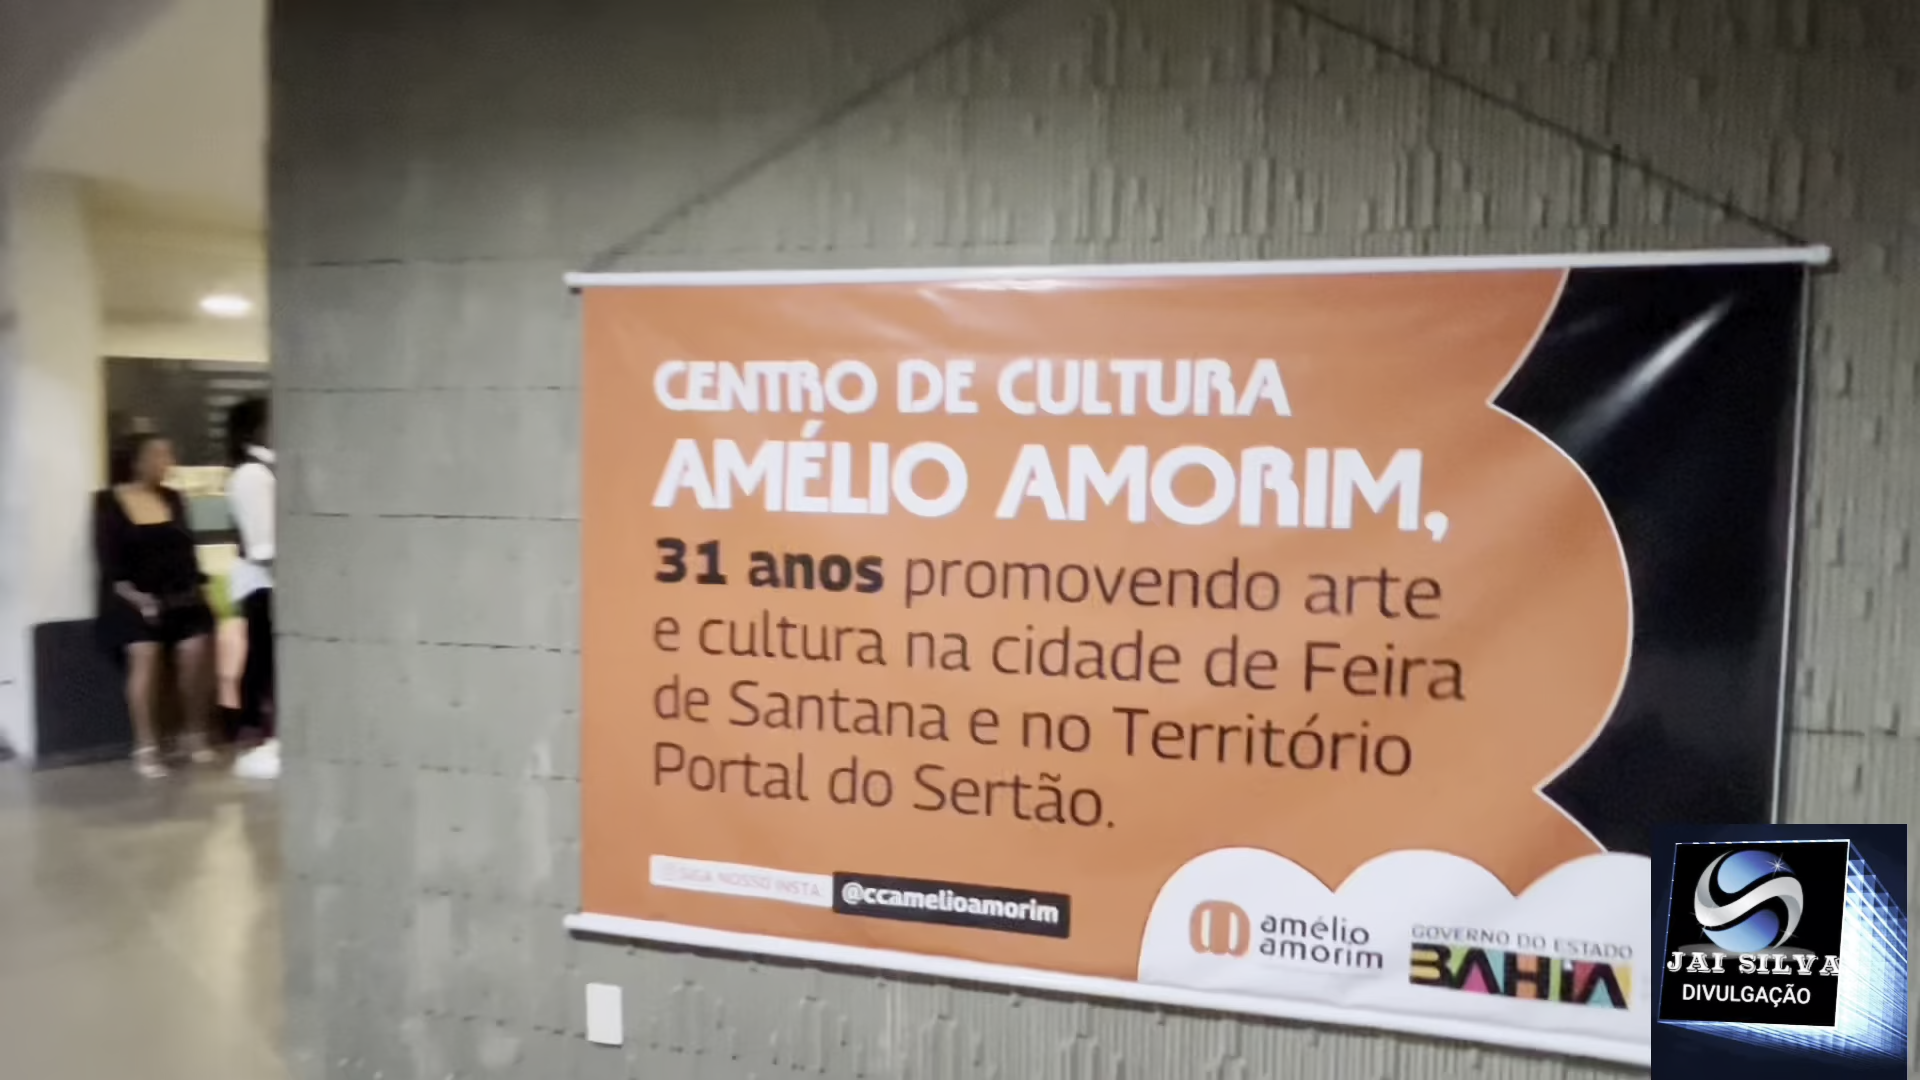 CENTRO DE CULTURA
AMÉLIO AMORIM,
31 anos promovendo arte
e cultura na cidade de Feira
de Santana e no Território
Portal do Sertão.
SIGA NOSSO INSTA
@ccamelioamorim
amélio
amorim
GOVERNO DO ESTADO
BAHIA
JAI SILVA
DIVULGAÇÃO